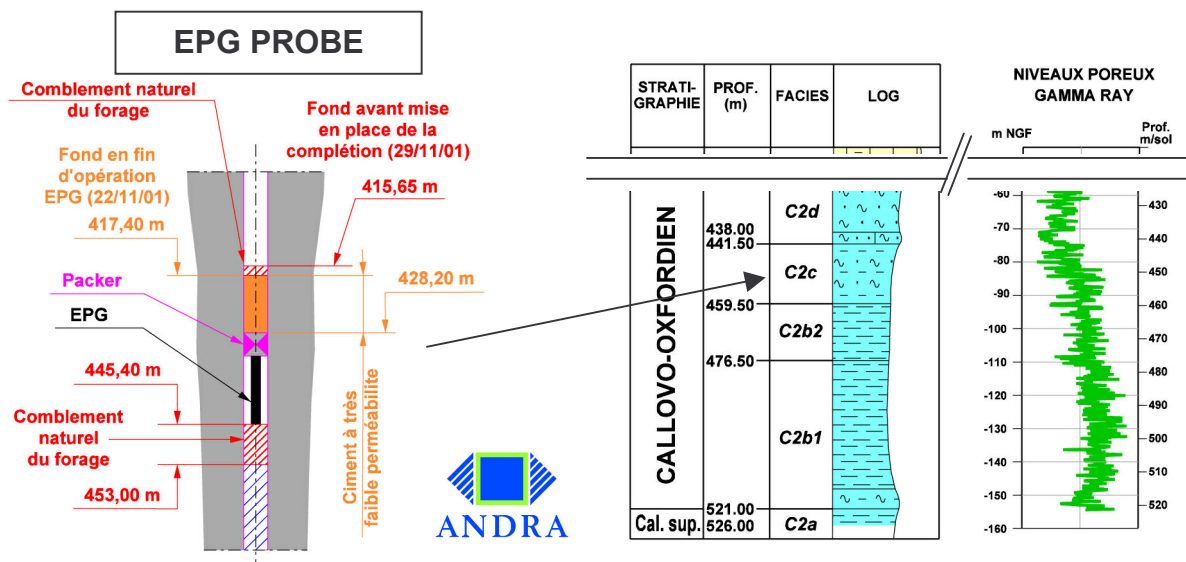 EPG PROBE
Comblement naturel
du forage
Fond avant mise
en place de la
complétion (29/11/01)
Fond en fin
d'opération
EPG (22/11/01)
415,65 m
417,40 m
Packer
428,20 m
EPG
445,40 m
Comblement
naturel
du forage
453,00 m
Ciment à très
faible perméabilite
ANDRA
STRATI-
GRAPHIE
PROF.
(m)
FACIES
LOG
CALLOVO-OXFORDIEN
C2d
438.00
441.50
C2c
459.50
C2b2
476.50
C2b1
521.00
Cal. sup.
526.00
C2a
NIVEAUX POREUX
GAMMA RAY
m NGF
Prof.
m/sol
-60
-70
-80
-90
-100
-110
-120
-130
-140
-150
-160
430
440
450
460
470
480
490
500
510
520